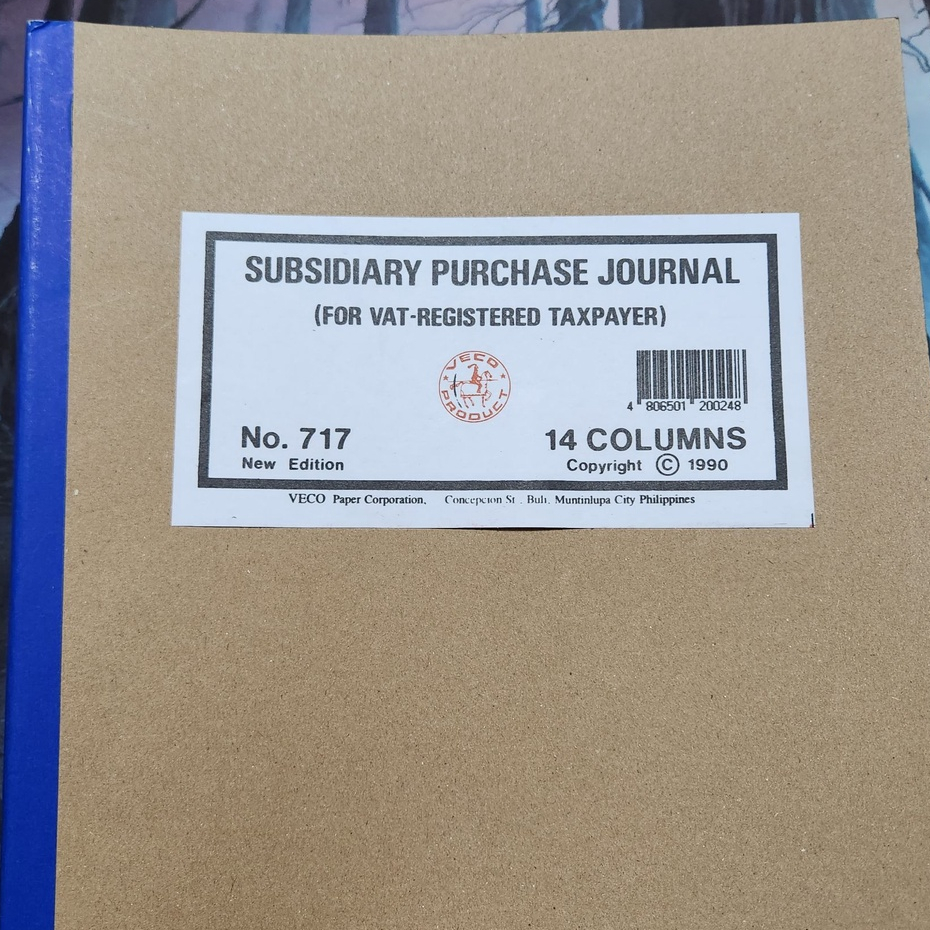 SUBSIDIARY PURCHASE JOURNAL
(FOR VAT-REGISTERED TAXPAYER)
VECO
PRODUCT
4 806501 200248
No. 717
14 COLUMNS
New Edition
Copyright © 1990
VECO Paper Corporation, Concepcion St., Buli, Muntinlupa City Philippines